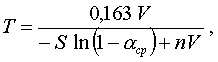 T = 0,163 V / (− S ln(1 − α_ср) + nV) ,